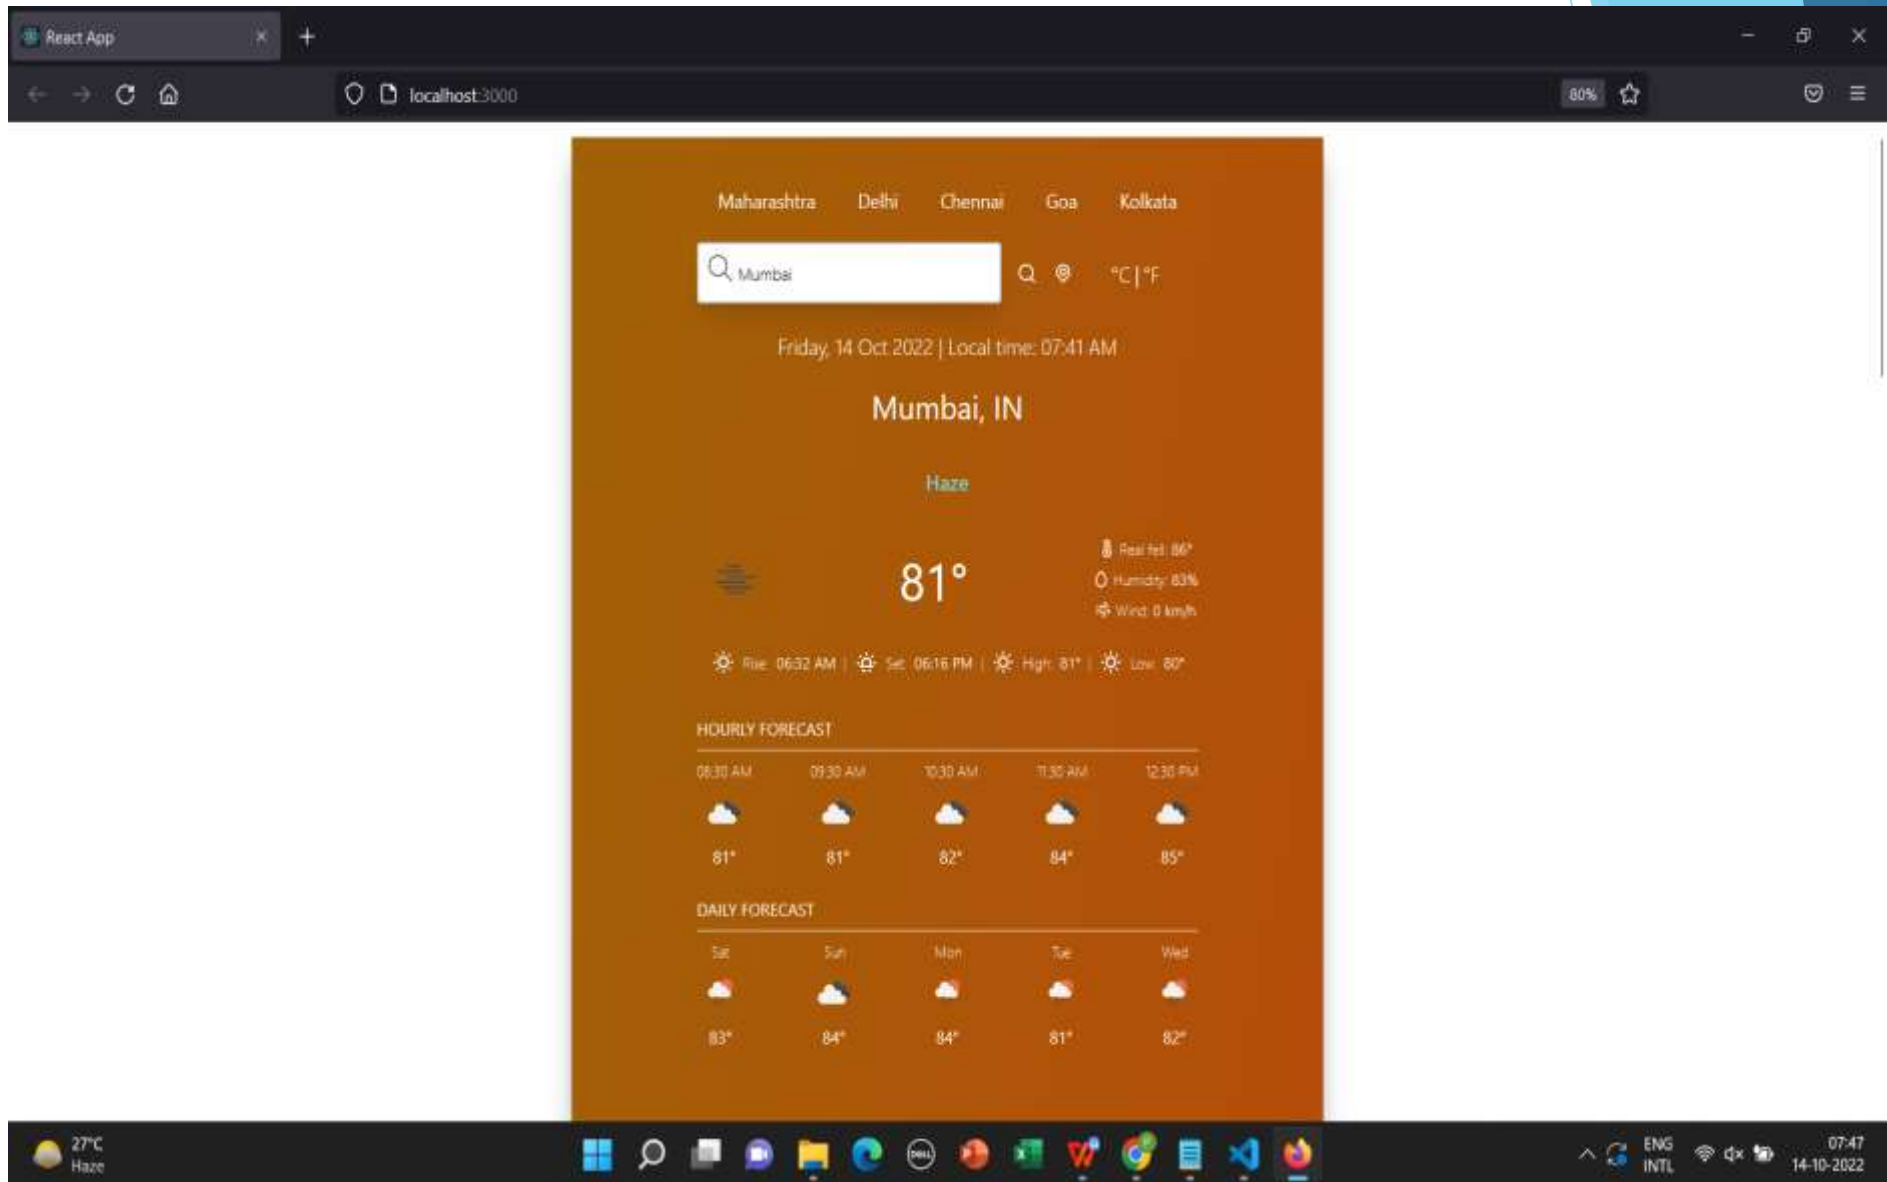 React App
localhost:3000
80%
Maharashtra Delhi Chennai Goa Kolkata
Mumbai
°C | °F
Friday, 14 Oct 2022 | Local time: 07:41 AM
Mumbai, IN
Haze
81°
Real fell: 86°
Humidity: 83%
Wind: 0 km/h
Rise: 06:32 AM | Set: 06:16 PM | High: 81° | Low: 80°
HOURLY FORECAST
08:30 AM 09:30 AM 10:30 AM 11:30 AM 12:30 PM
81° 81° 82° 84° 85°
DAILY FORECAST
Sat Sun Mon Tue Wed
83° 84° 84° 81° 82°
27°C
Haze
DELL
ENG
INTL
07:47
14-10-2022